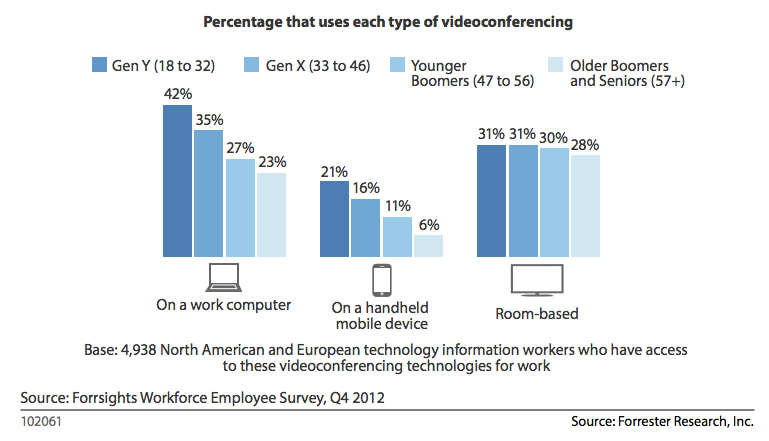 Percentage that uses each type of videoconferencing
Gen Y (18 to 32)
Gen X (33 to 46)
Younger
Boomers (47 to 56)
Older Boomers
and Seniors (57+)
42%
35%
27%
23%
21%
16%
11%
6%
31% 31% 30% 28%
On a work computer
On a handheld
mobile device
Room-based
Base: 4,938 North American and European technology information workers who have access
to these videoconferencing technologies for work
Source: Forrsights Workforce Employee Survey, Q4 2012
102061
Source: Forrester Research, Inc.